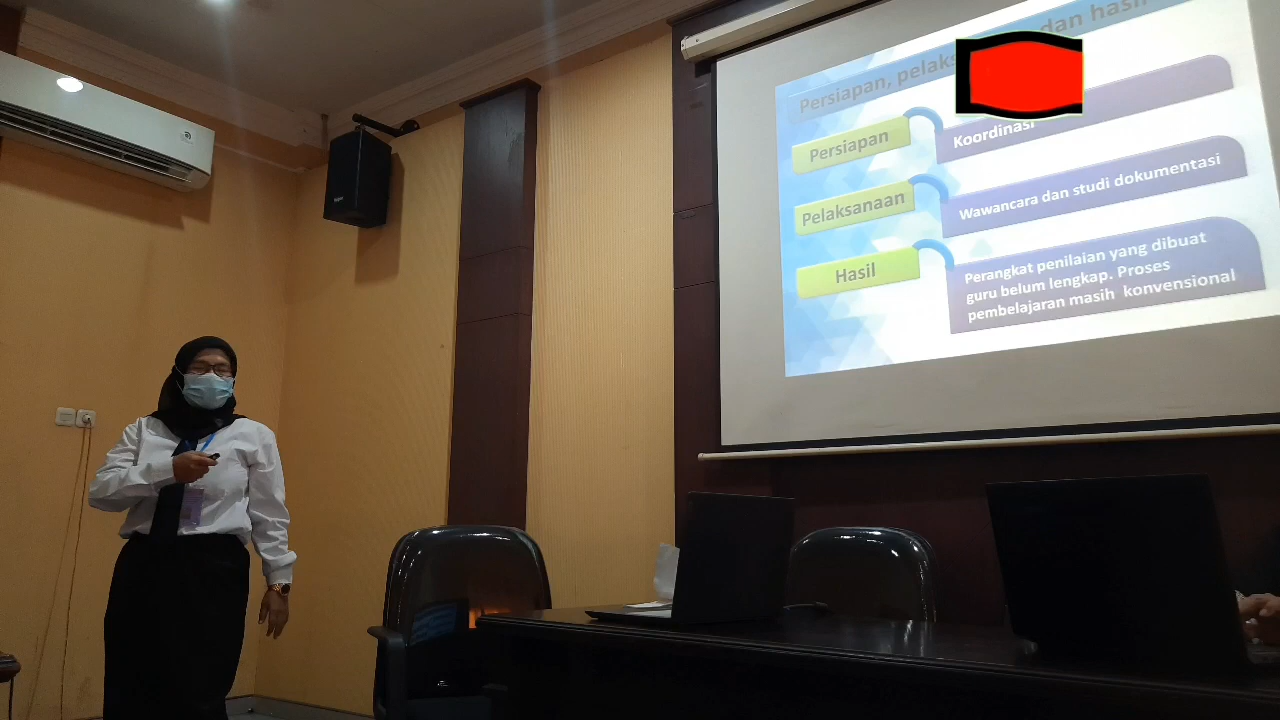 Persiapan, pelaks dan hasil
Persiapan
Koordinasi
Pelaksanaan
Wawancara dan studi dokumentasi
Hasil
Perangkat penilaian yang dibuat
guru belum lengkap. Proses
pembelajaran masih konvensional